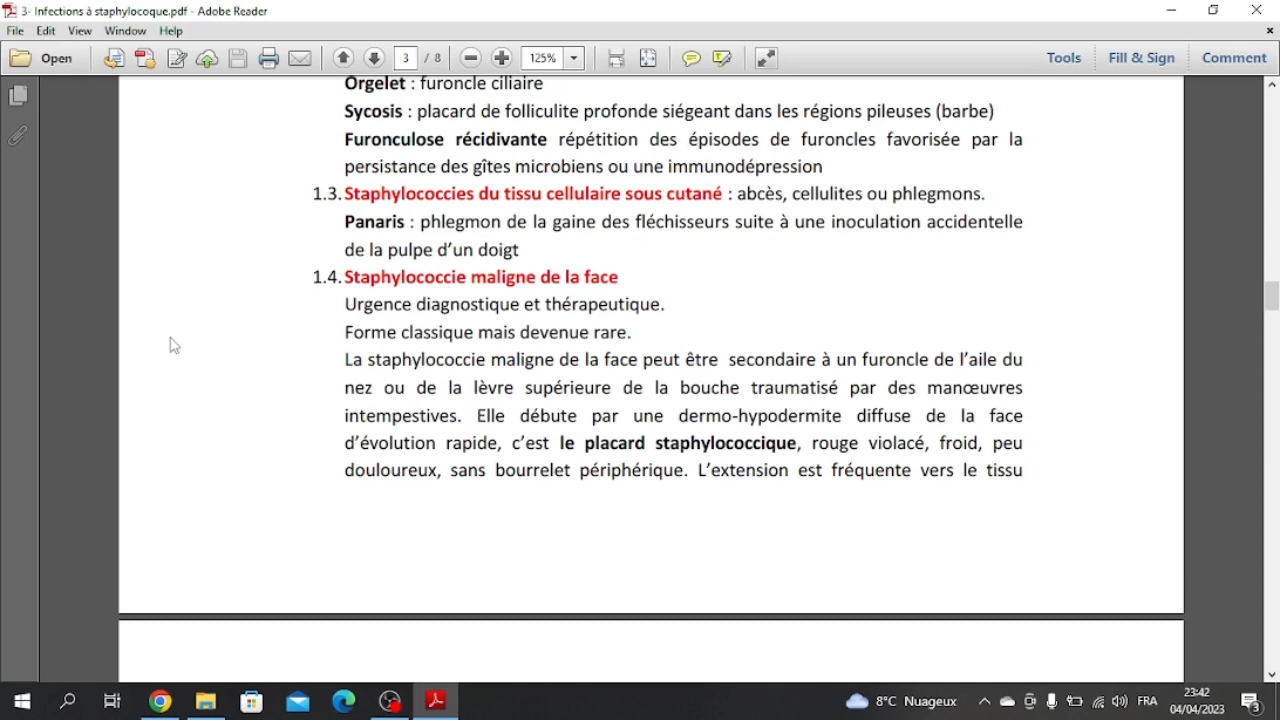 3- Infections à staphylocoque.pdf - Adobe Reader
File Edit View Window Help
Open 3 / 8 125% Tools Fill & Sign Comment
Orgelet : furoncle ciliaire
Sycosis : placard de folliculite profonde siégeant dans les régions pileuses (barbe)
Furonculose récidivante répétition des épisodes de furoncles favorisée par la
persistance des gîtes microbiens ou une immunodépression
1.3. Staphylococcies du tissu cellulaire sous cutané : abcès, cellulites ou phlegmons.
Panaris : phlegmon de la gaine des fléchisseurs suite à une inoculation accidentelle
de la pulpe d’un doigt
1.4. Staphylococcie maligne de la face
Urgence diagnostique et thérapeutique.
Forme classique mais devenue rare.
La staphylococcie maligne de la face peut être secondaire à un furoncle de l’aile du
nez ou de la lèvre supérieure de la bouche traumatisé par des manœuvres
intempestives. Elle débute par une dermo-hypodermite diffuse de la face
d’évolution rapide, c’est le placard staphylococcique, rouge violacé, froid, peu
douloureux, sans bourrelet périphérique. L’extension est fréquente vers le tissu
8°C Nuageux FRA 23:42
04/04/2023 3